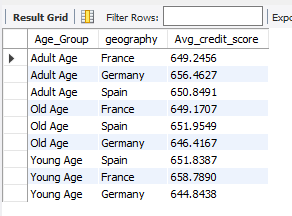 Result Grid Filter Rows: Expo
Age_Group geography Avg_credit_score
Adult Age France 649.2456
Adult Age Germany 656.4627
Adult Age Spain 650.8491
Old Age France 649.1707
Old Age Spain 651.9549
Old Age Germany 646.4167
Young Age Spain 651.8387
Young Age France 658.7890
Young Age Germany 644.8438